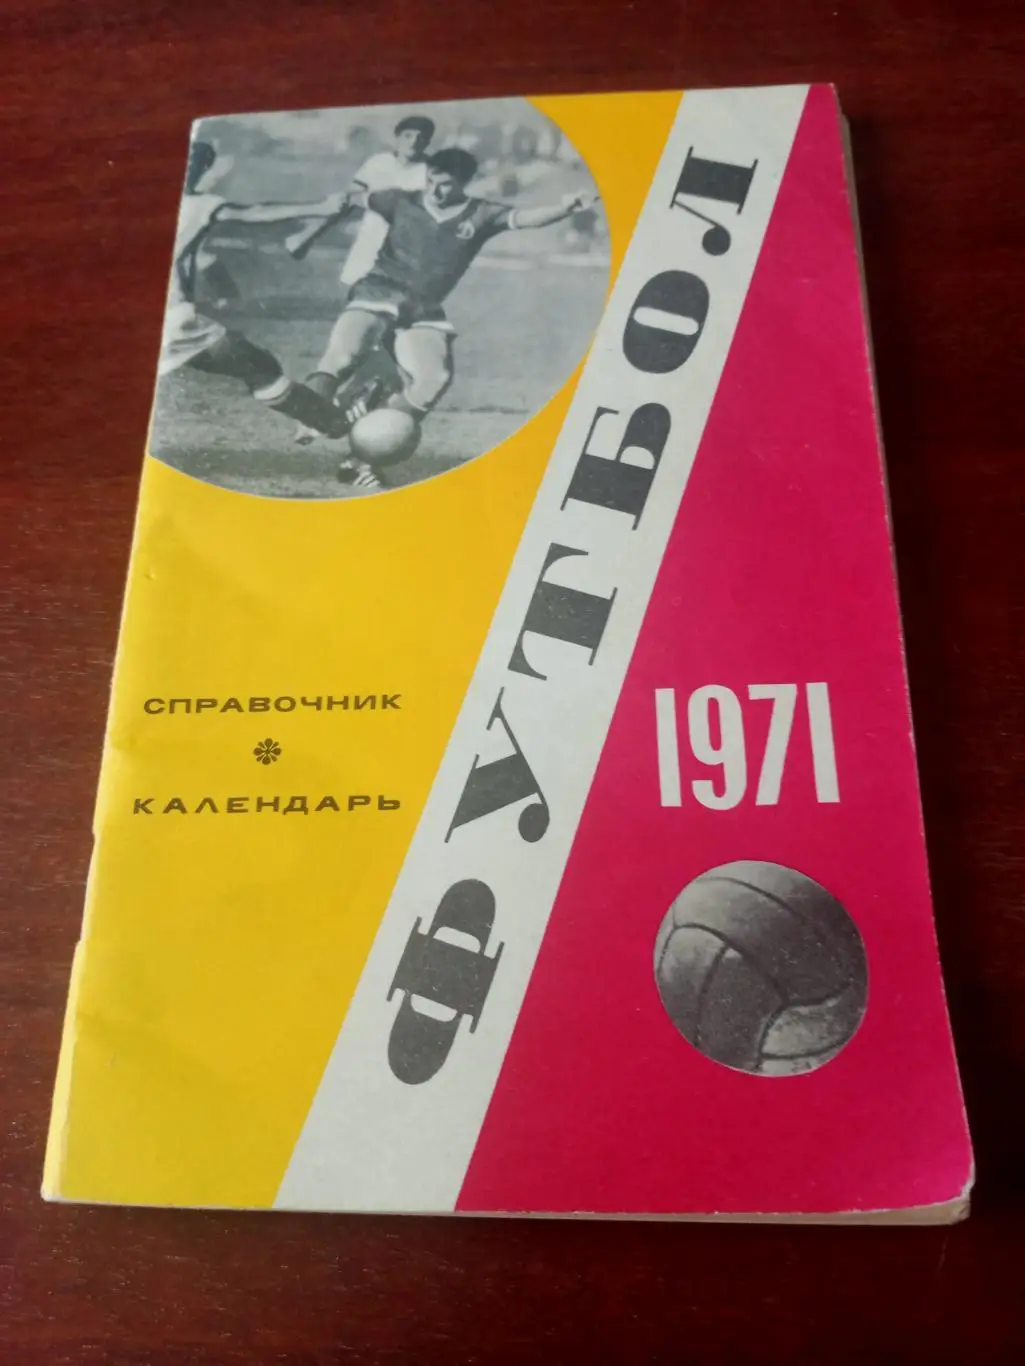 ФУТБОЛ
1971
СПРАВОЧНИК
КАЛЕНДАРЬ
Д